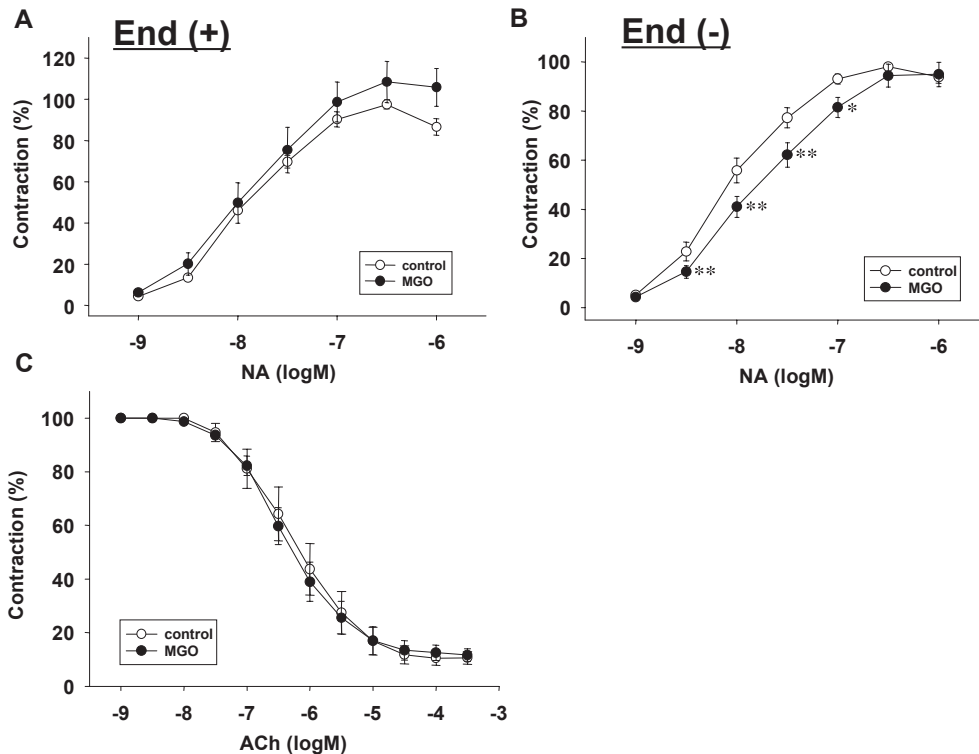 A
End (+)
120
100
80
60
40
20
0
Contraction (%)
control
MGO
-9 -8 -7 -6
NA (logM)
B
End (-)
100
80
60
40
20
0
Contraction (%)
*
**
**
**
control
MGO
-9 -8 -7 -6
NA (logM)
C
100
80
60
40
20
0
Contraction (%)
control
MGO
-9 -8 -7 -6 -5 -4 -3
ACh (logM)